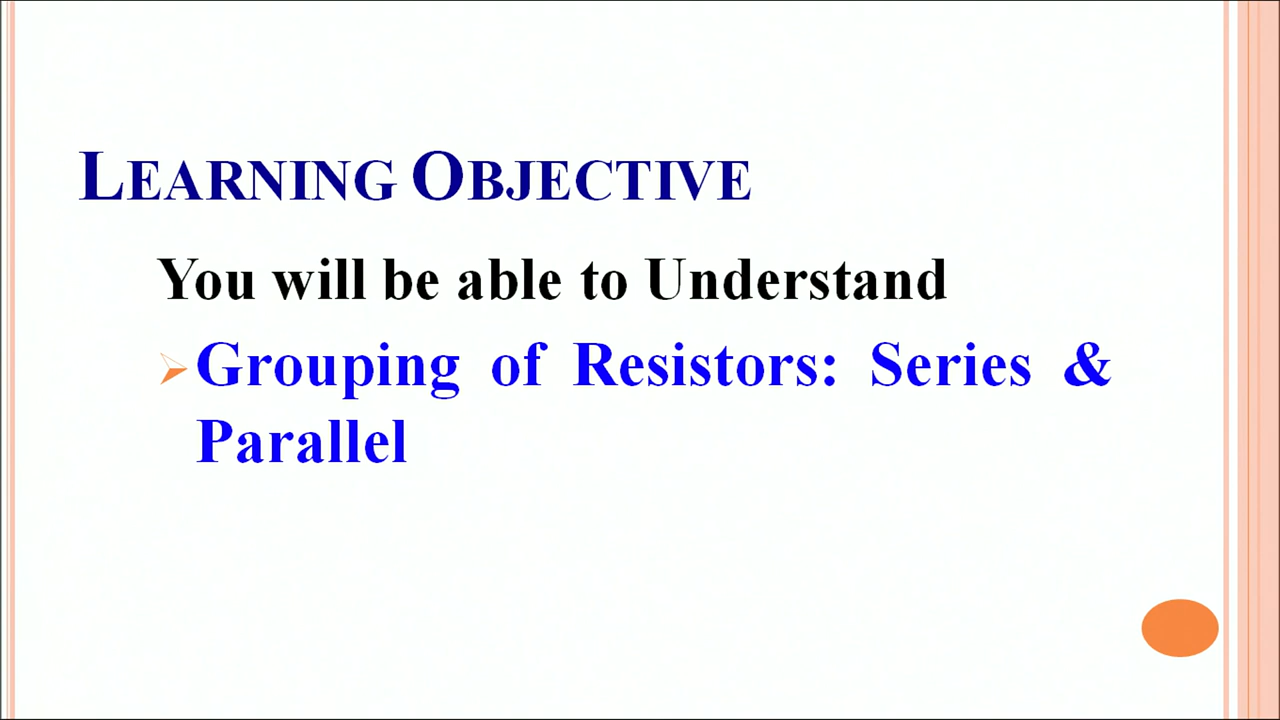 LEARNING OBJECTIVE
You will be able to Understand
Grouping of Resistors: Series &
Parallel